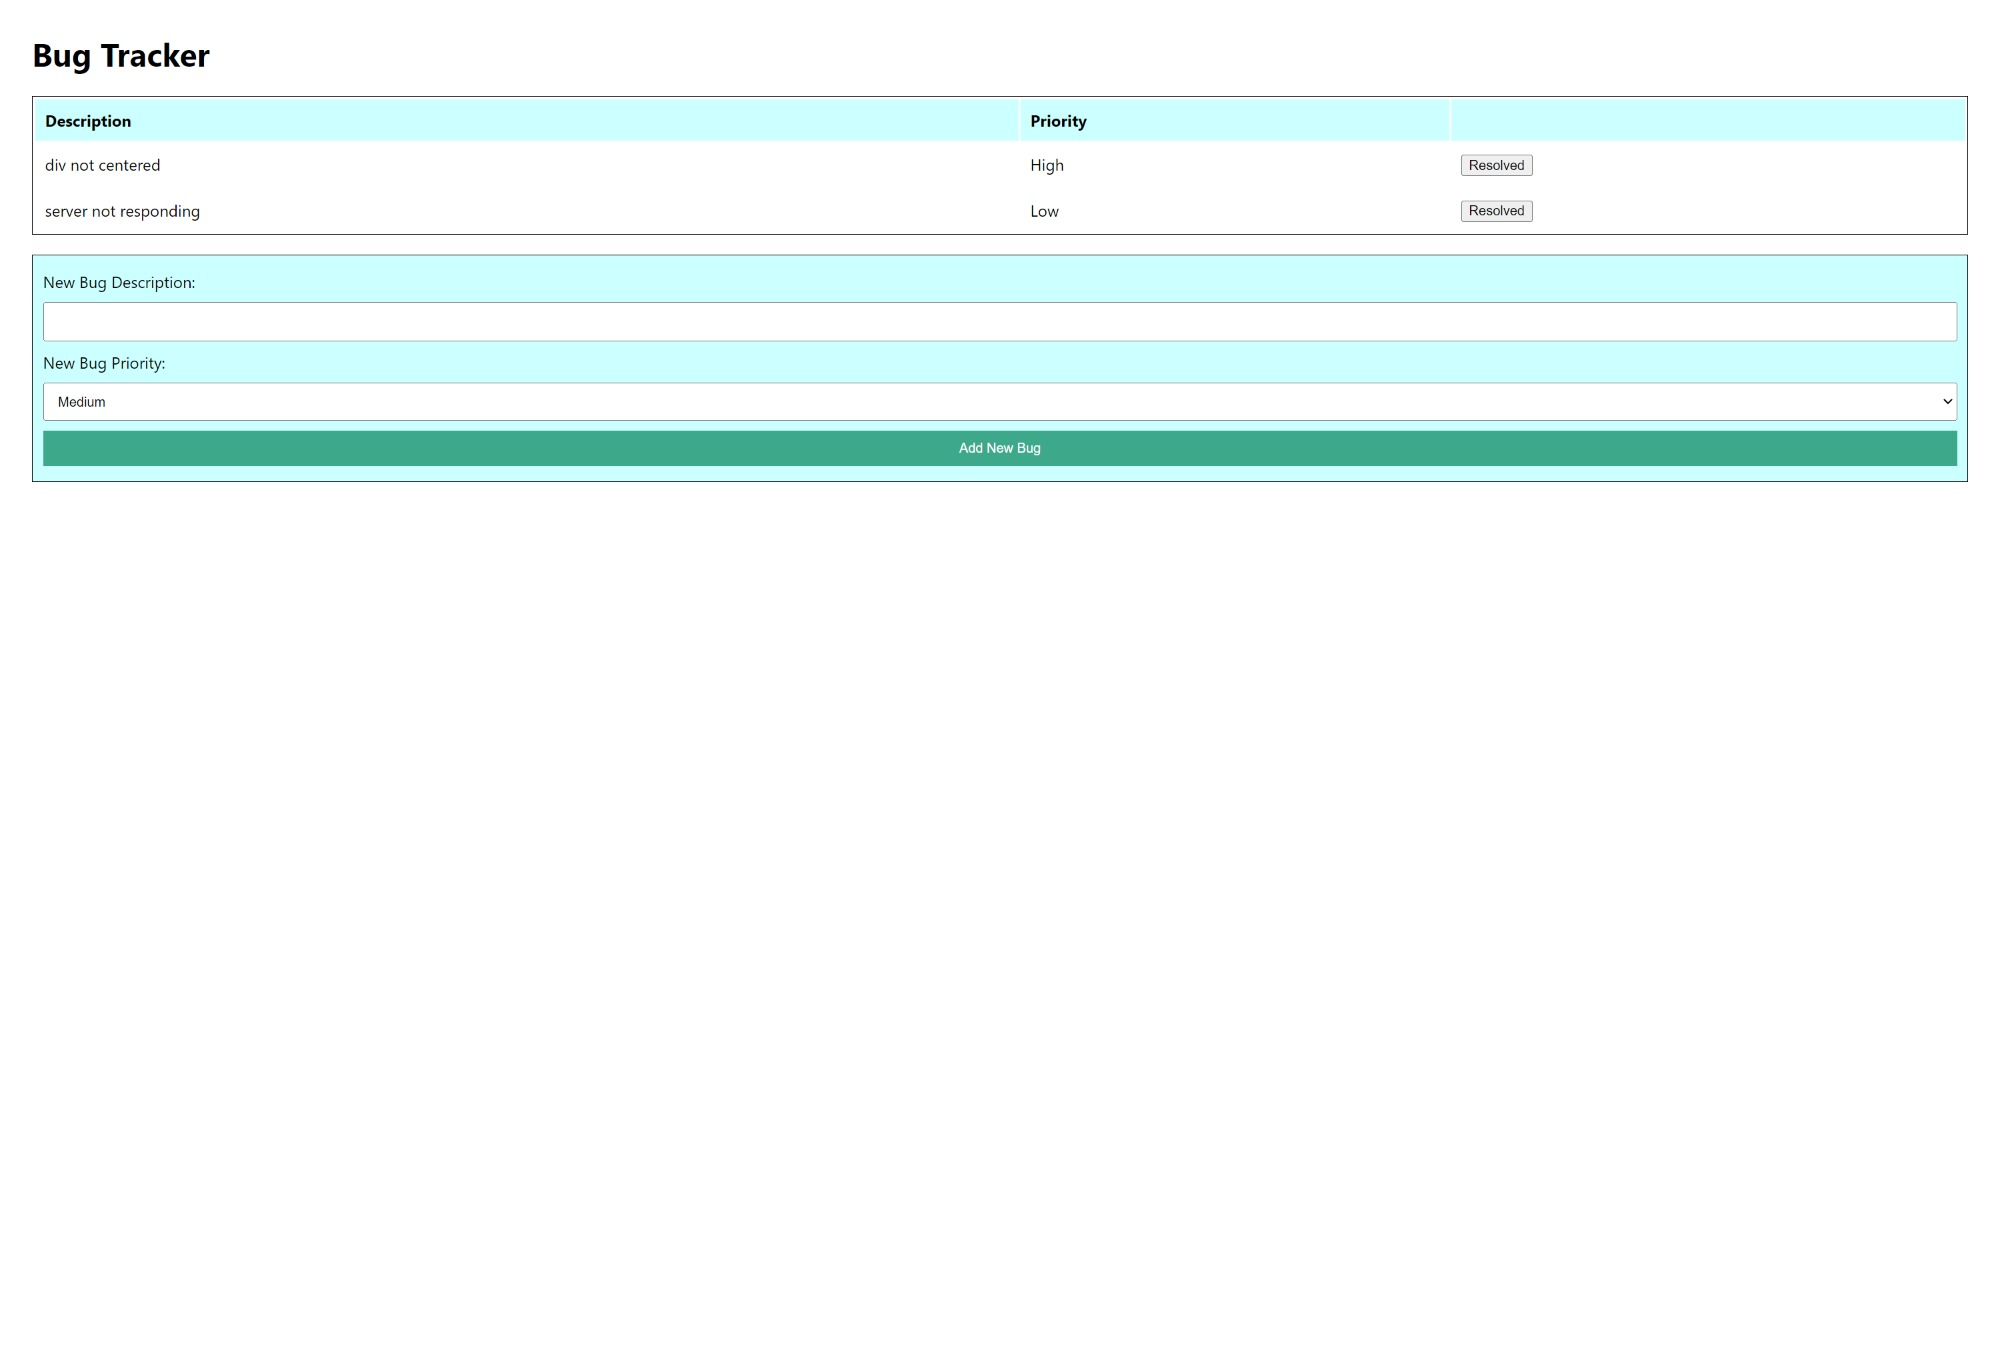 Bug Tracker
Description Priority
div not centered High Resolved
server not responding Low Resolved
New Bug Description:
New Bug Priority:
Medium
Add New Bug